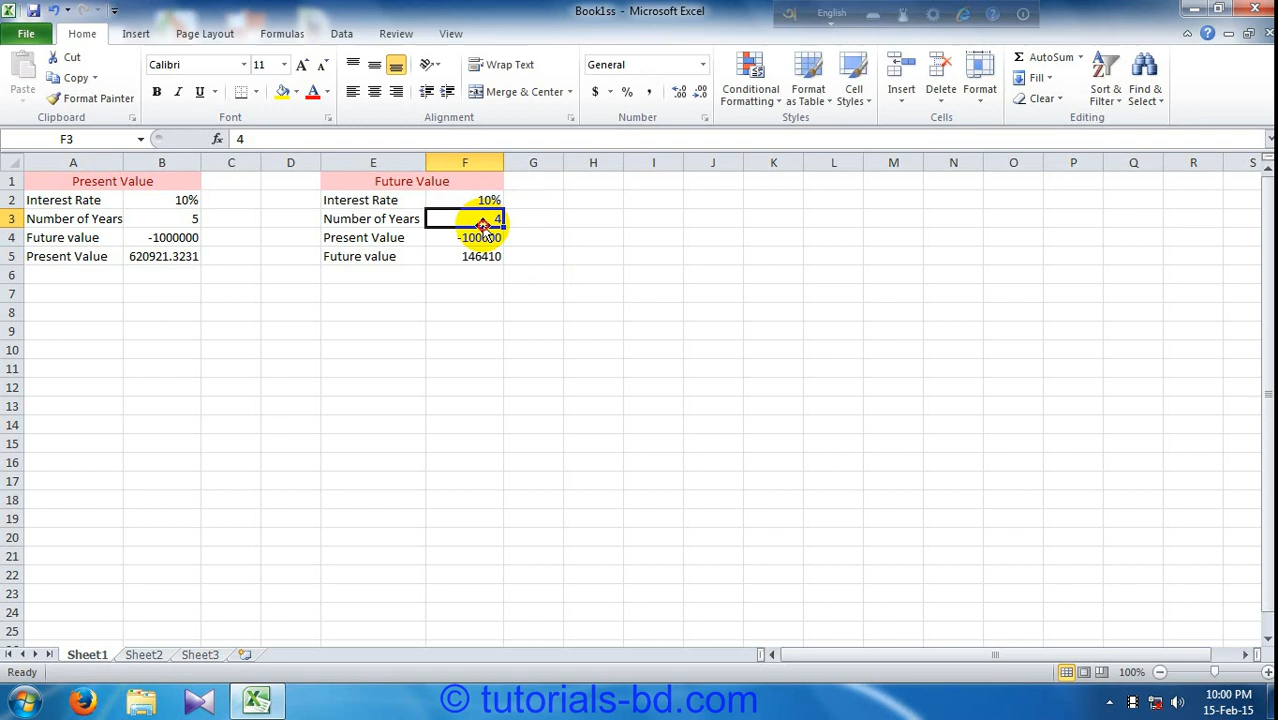 Book1ss - Microsoft Excel
English
File Home Insert Page Layout Formulas Data Review View
Paste
Cut
Copy
Format Painter
Clipboard
Calibri 11
B I U
Font
Wrap Text
Merge & Center
Alignment
General
$ % ,
Number
Conditional
Formatting
Format
as Table
Cell
Styles
Styles
Insert
Delete
Format
Cells
AutoSum
Fill
Clear
Sort &
Filter
Find &
Select
Editing
F3 fx 4
A B C D E F G H I J K L M N O P Q R S
1 Present Value Future Value
2 Interest Rate 10% Interest Rate 10%
3 Number of Years 5 Number of Years 4
4 Future value -1000000 Present Value -100000
5 Present Value 620921.3231 Future value 146410
6
7
8
9
10
11
12
13
14
15
16
17
18
19
20
21
22
23
24
25
Sheet1 Sheet2 Sheet3
Ready 100%
© tutorials-bd.com
10:00 PM
15-Feb-15